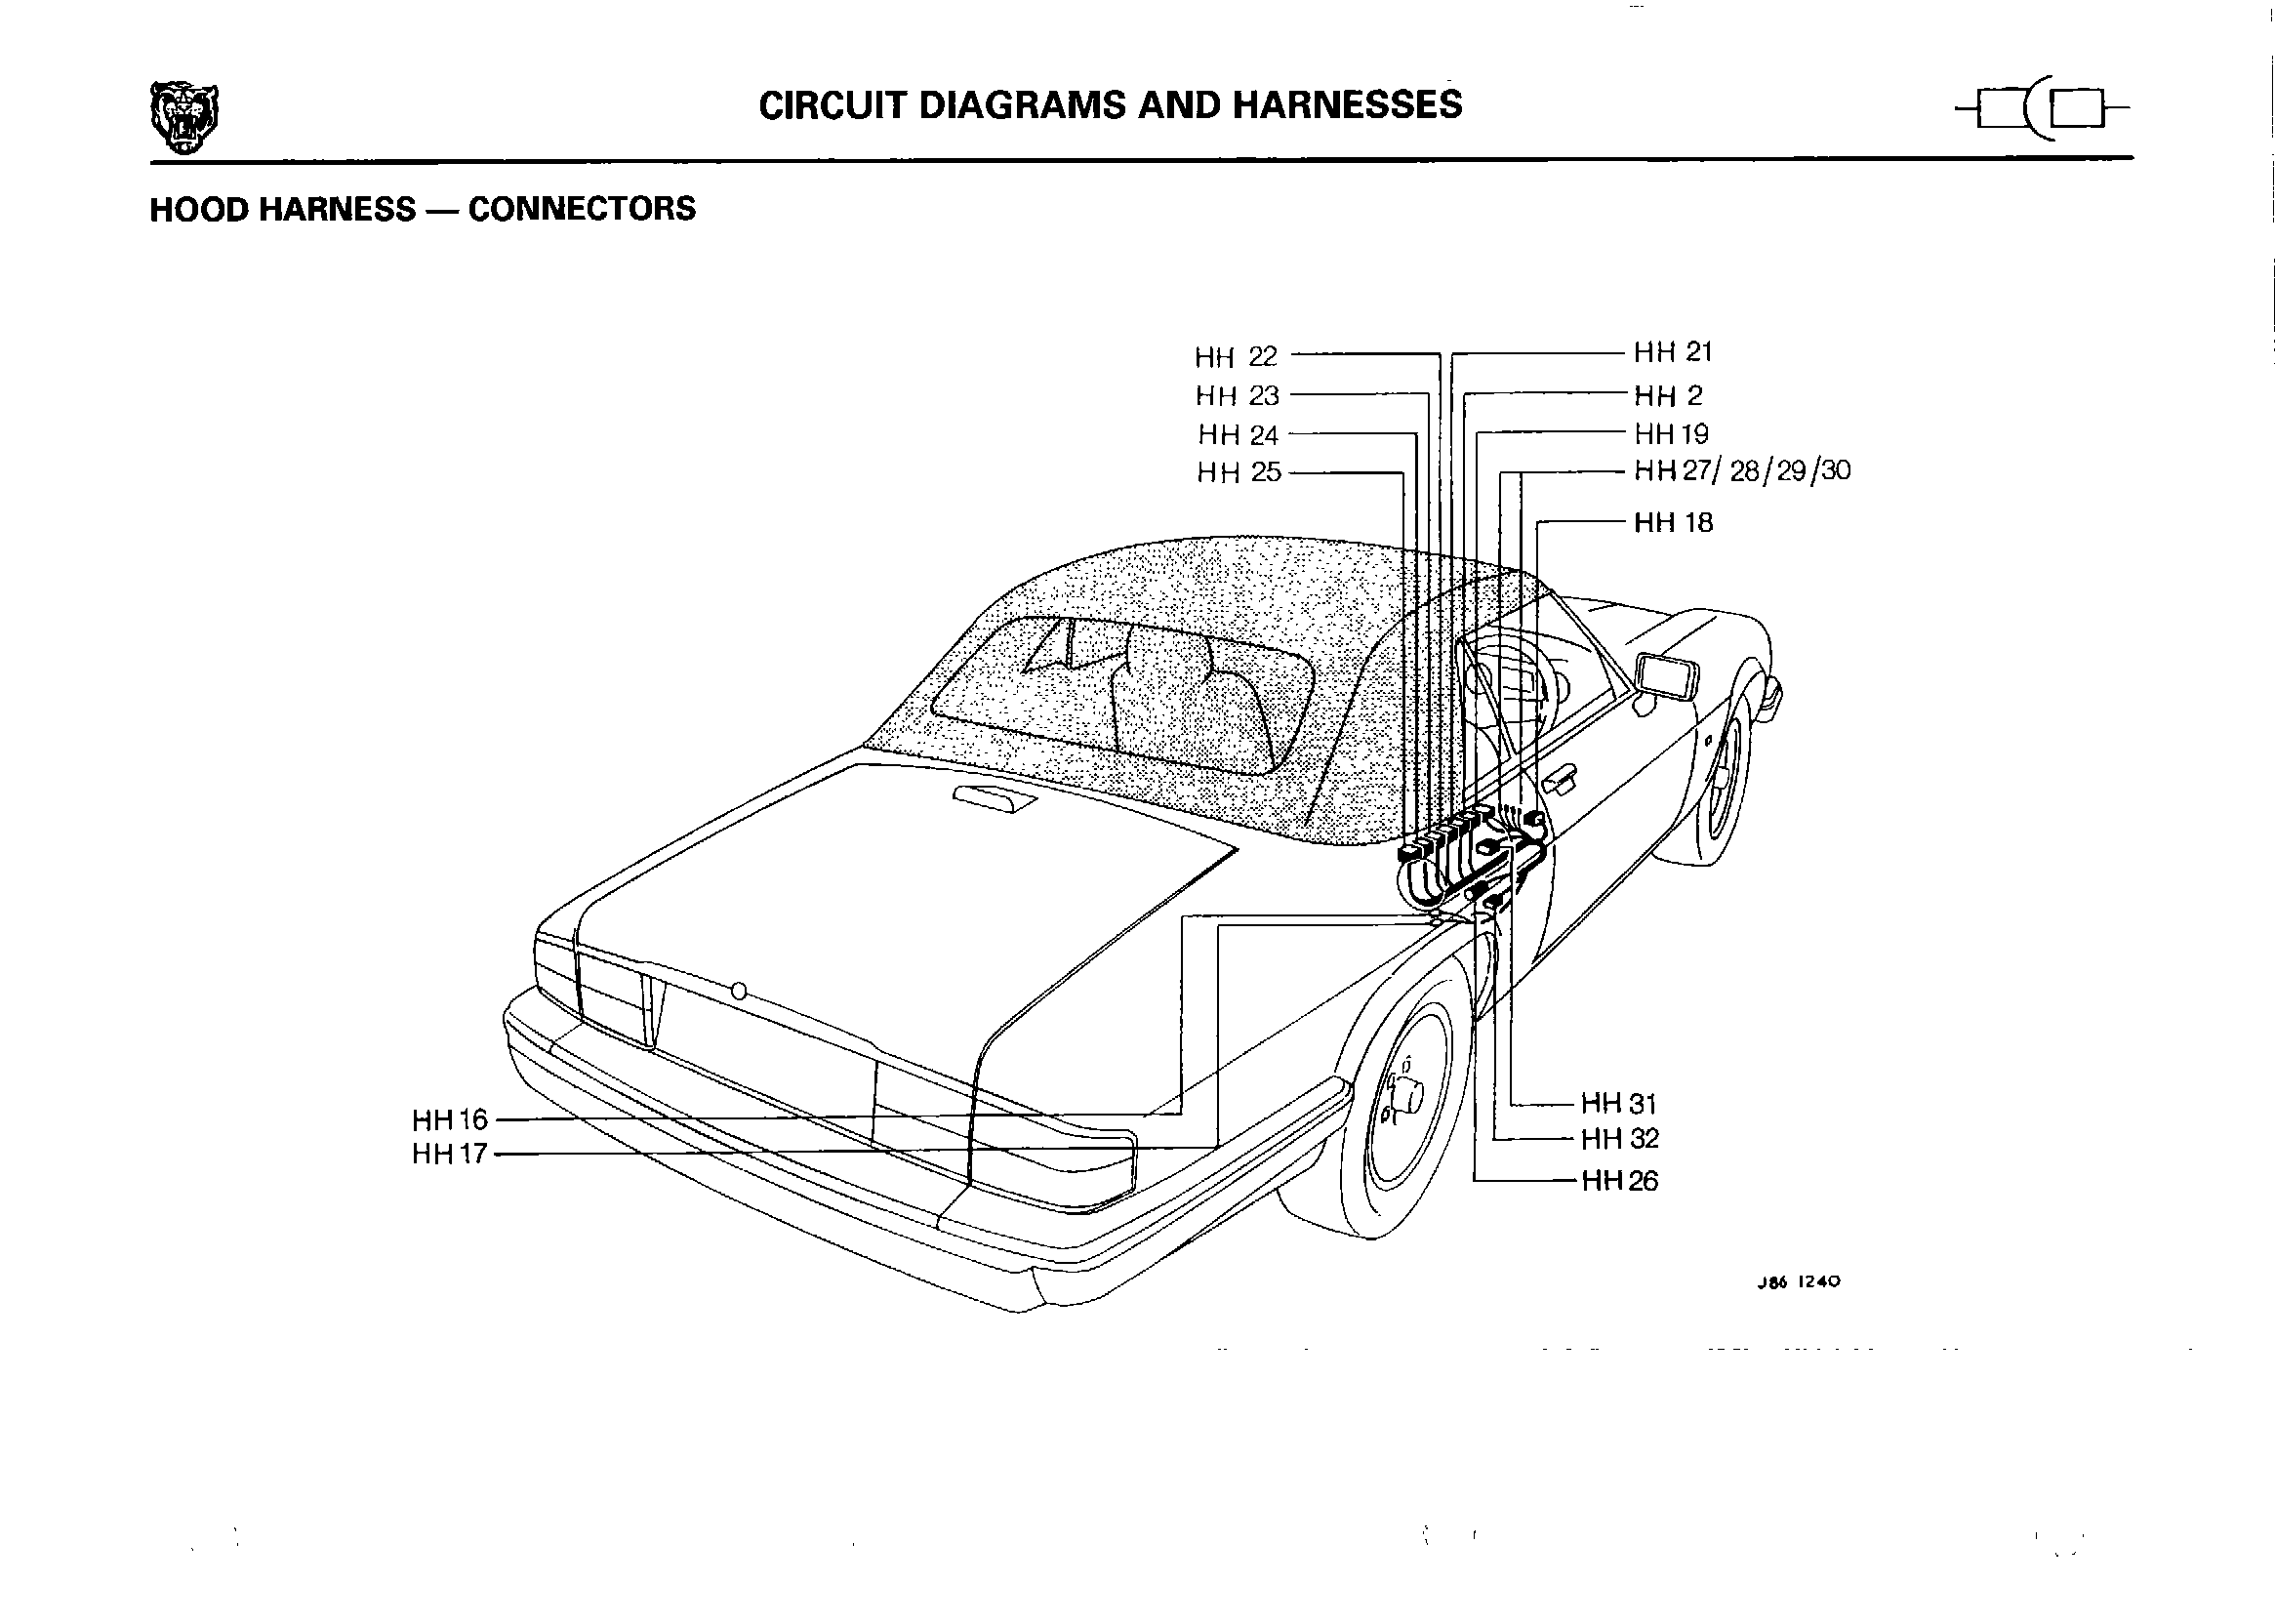 CIRCUIT DIAGRAMS AND HARNESSES
HOOD HARNESS — CONNECTORS
HH 22
HH 21
HH 23
HH 2
HH 24
HH 19
HH 25
HH 27/ 28/29/30
HH 18
HH 16
HH 17
HH 31
HH 32
HH 26
J86 1240